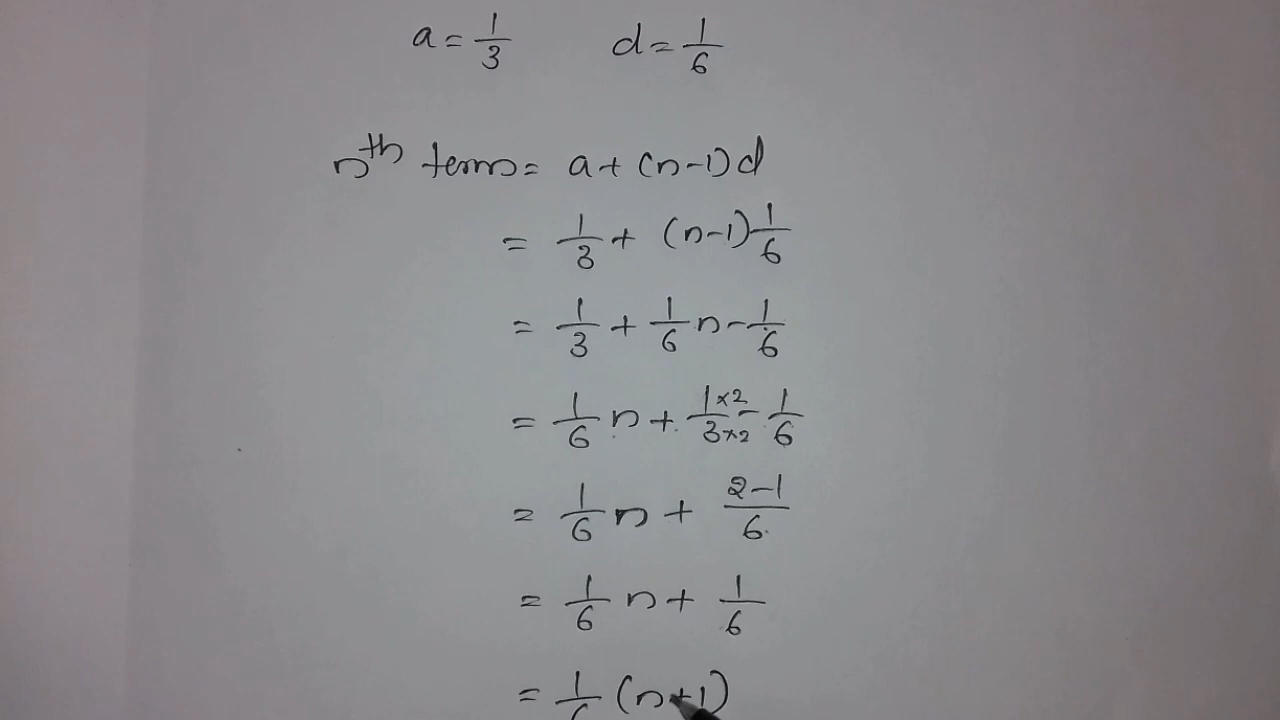 a = 1/3 d = 1/6
nth term = a + (n-1)d
= 1/3 + (n-1) 1/6
= 1/3 + 1/6 n - 1/6
= 1/6 n + 1×2/3×2 - 1/6
= 1/6 n + 2-1/6
= 1/6 n + 1/6
= 1/6 (n+1)